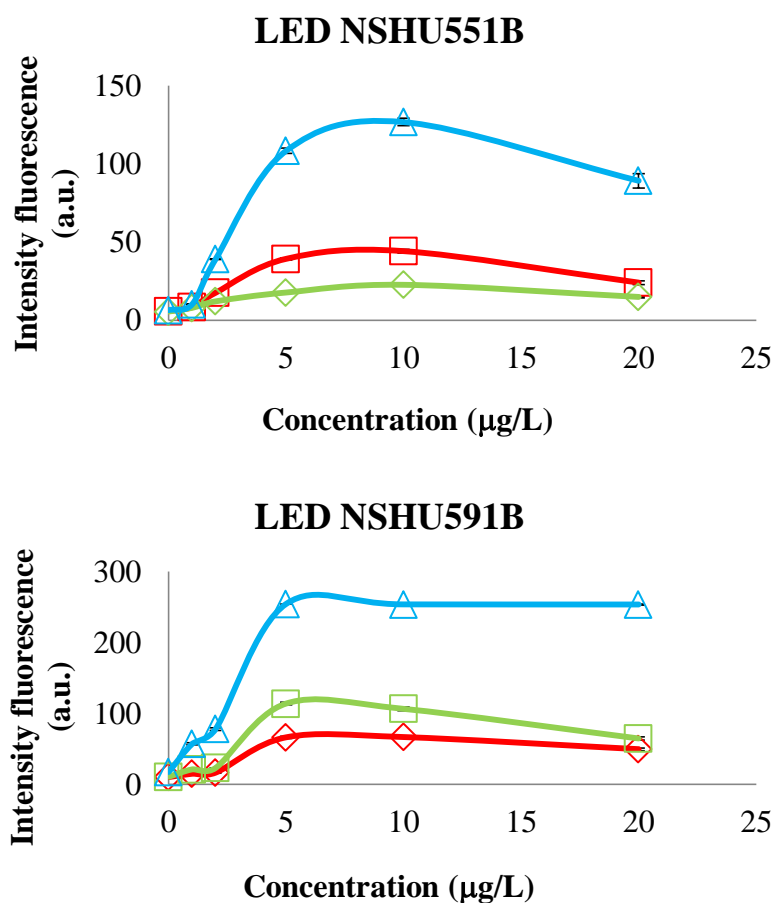 LED NSHU551B
Intensity fluorescence
(a.u.)
150
100
50
0
0 5 10 15 20 25
Concentration (µg/L)
LED NSHU591B
Intensity fluorescence
(a.u.)
300
200
100
0
0 5 10 15 20 25
Concentration (µg/L)